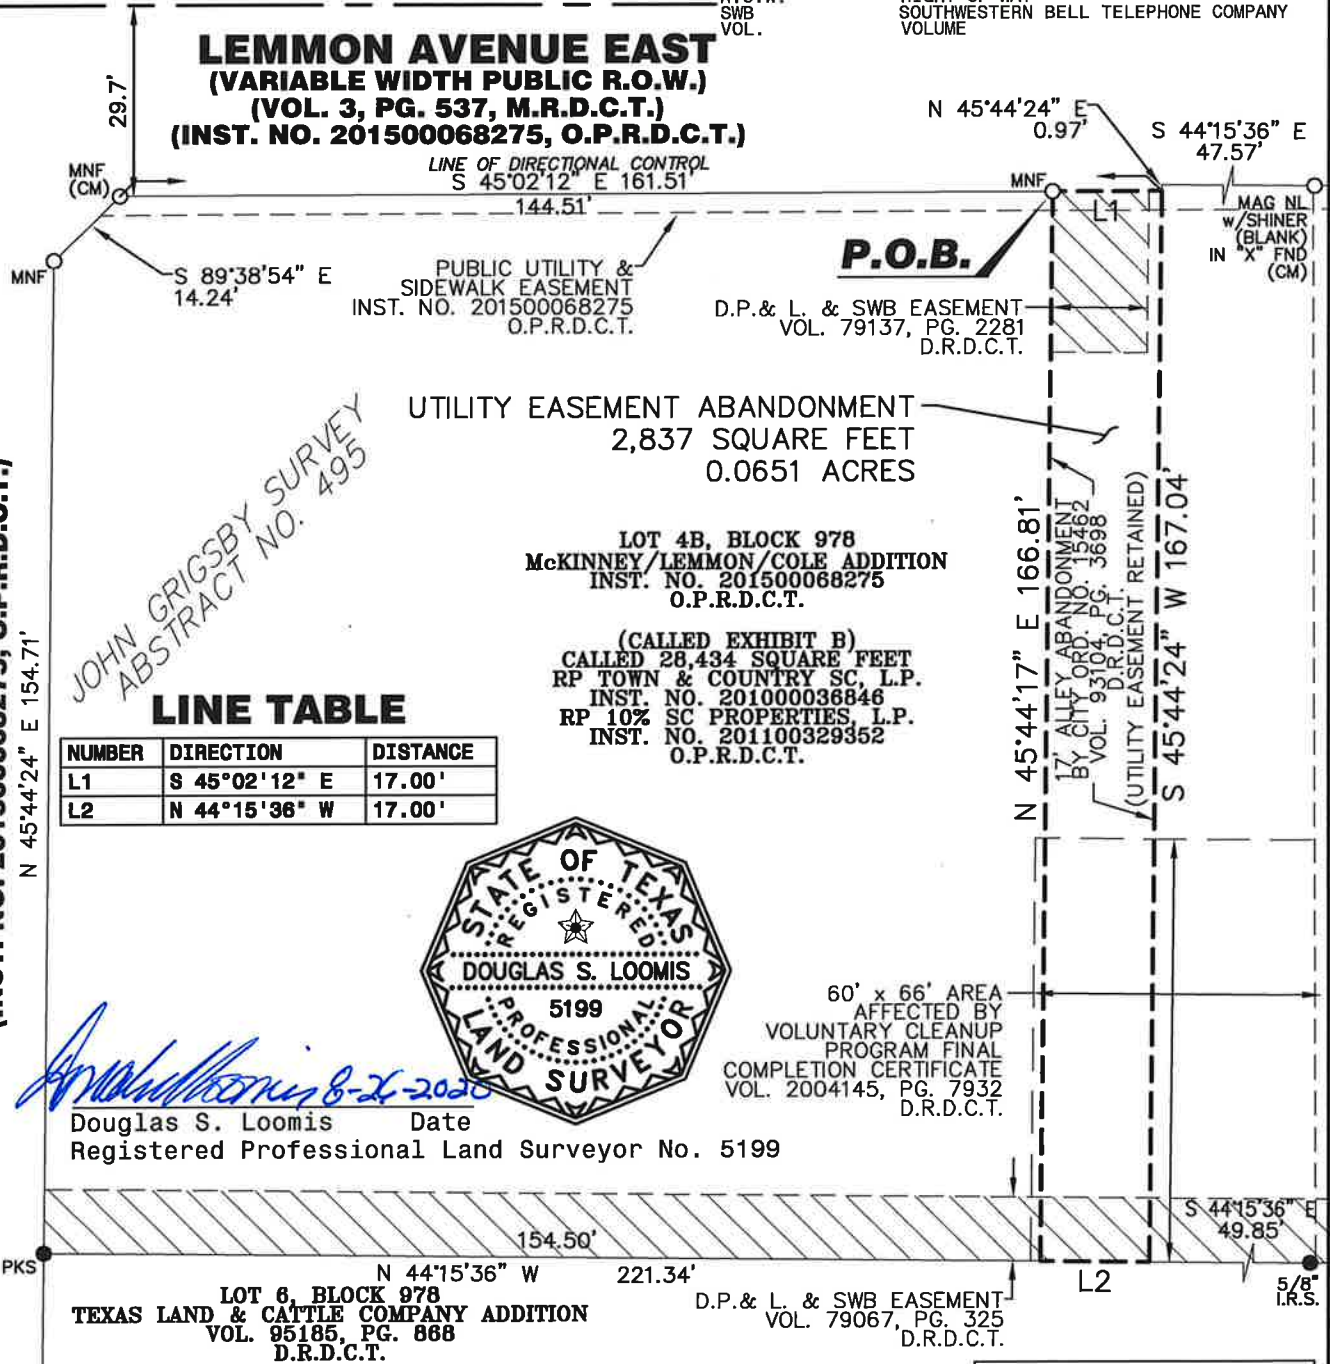 SWB
VOL.
SOUTHWESTERN BELL TELEPHONE COMPANY
VOLUME
LEMMON AVENUE EAST
(VARIABLE WIDTH PUBLIC R.O.W.)
(VOL. 3, PG. 537, M.R.D.C.T.)
(INST. NO. 201500068275, O.P.R.D.C.T.)
29.7'
LINE OF DIRECTIONAL CONTROL
S 45°02'12" E 161.51'
144.51'
MNF
(CM)
MNF
S 89°38'54" E
14.24'
PUBLIC UTILITY &
SIDEWALK EASEMENT
INST. NO. 201500068275
O.P.R.D.C.T.
N 45°44'24" E
0.97'
S 44°15'36" E
47.57'
MNF
L1
MAG NL
w/SHINER
(BLANK)
IN "X" FND
(CM)
P.O.B.
D.P.& L. & SWB EASEMENT
VOL. 79137, PG. 2281
D.R.D.C.T.
UTILITY EASEMENT ABANDONMENT
2,837 SQUARE FEET
0.0651 ACRES
JOHN GRIGSBY SURVEY
ABSTRACT NO. 495
LOT 4B, BLOCK 978
McKINNEY/LEMMON/COLE ADDITION
INST. NO. 201500068275
O.P.R.D.C.T.
(CALLED EXHIBIT B)
CALLED 28,434 SQUARE FEET
RP TOWN & COUNTRY SC, L.P.
INST. NO. 201000036846
RP 10% SC PROPERTIES, L.P.
INST. NO. 201100329352
O.P.R.D.C.T.
N 45°44'17" E 166.81'
17' ALLEY ABANDONMENT
BY CITY ORD. NO. 15462
VOL. 93104, PG. 3698
D.R.D.C.T.
(UTILITY EASEMENT RETAINED)
S 45°44'24" W 167.04'
N 45°44'24" E 154.71'
LINE TABLE
NUMBER DIRECTION DISTANCE
L1 S 45°02'12" E 17.00'
L2 N 44°15'36" W 17.00'
STATE OF TEXAS
REGISTERED
DOUGLAS S. LOOMIS
5199
PROFESSIONAL
LAND SURVEYOR
8-26-2020
Douglas S. Loomis Date
Registered Professional Land Surveyor No. 5199
60' x 66' AREA
AFFECTED BY
VOLUNTARY CLEANUP
PROGRAM FINAL
COMPLETION CERTIFICATE
VOL. 2004145, PG. 7932
D.R.D.C.T.
S 44°15'36" E
49.85'
154.50'
PKS
N 44°15'36" W 221.34'
L2
5/8"
I.R.S.
LOT 6, BLOCK 978
TEXAS LAND & CATTLE COMPANY ADDITION
VOL. 95185, PG. 868
D.R.D.C.T.
D.P.& L. & SWB EASEMENT
VOL. 79067, PG. 325
D.R.D.C.T.